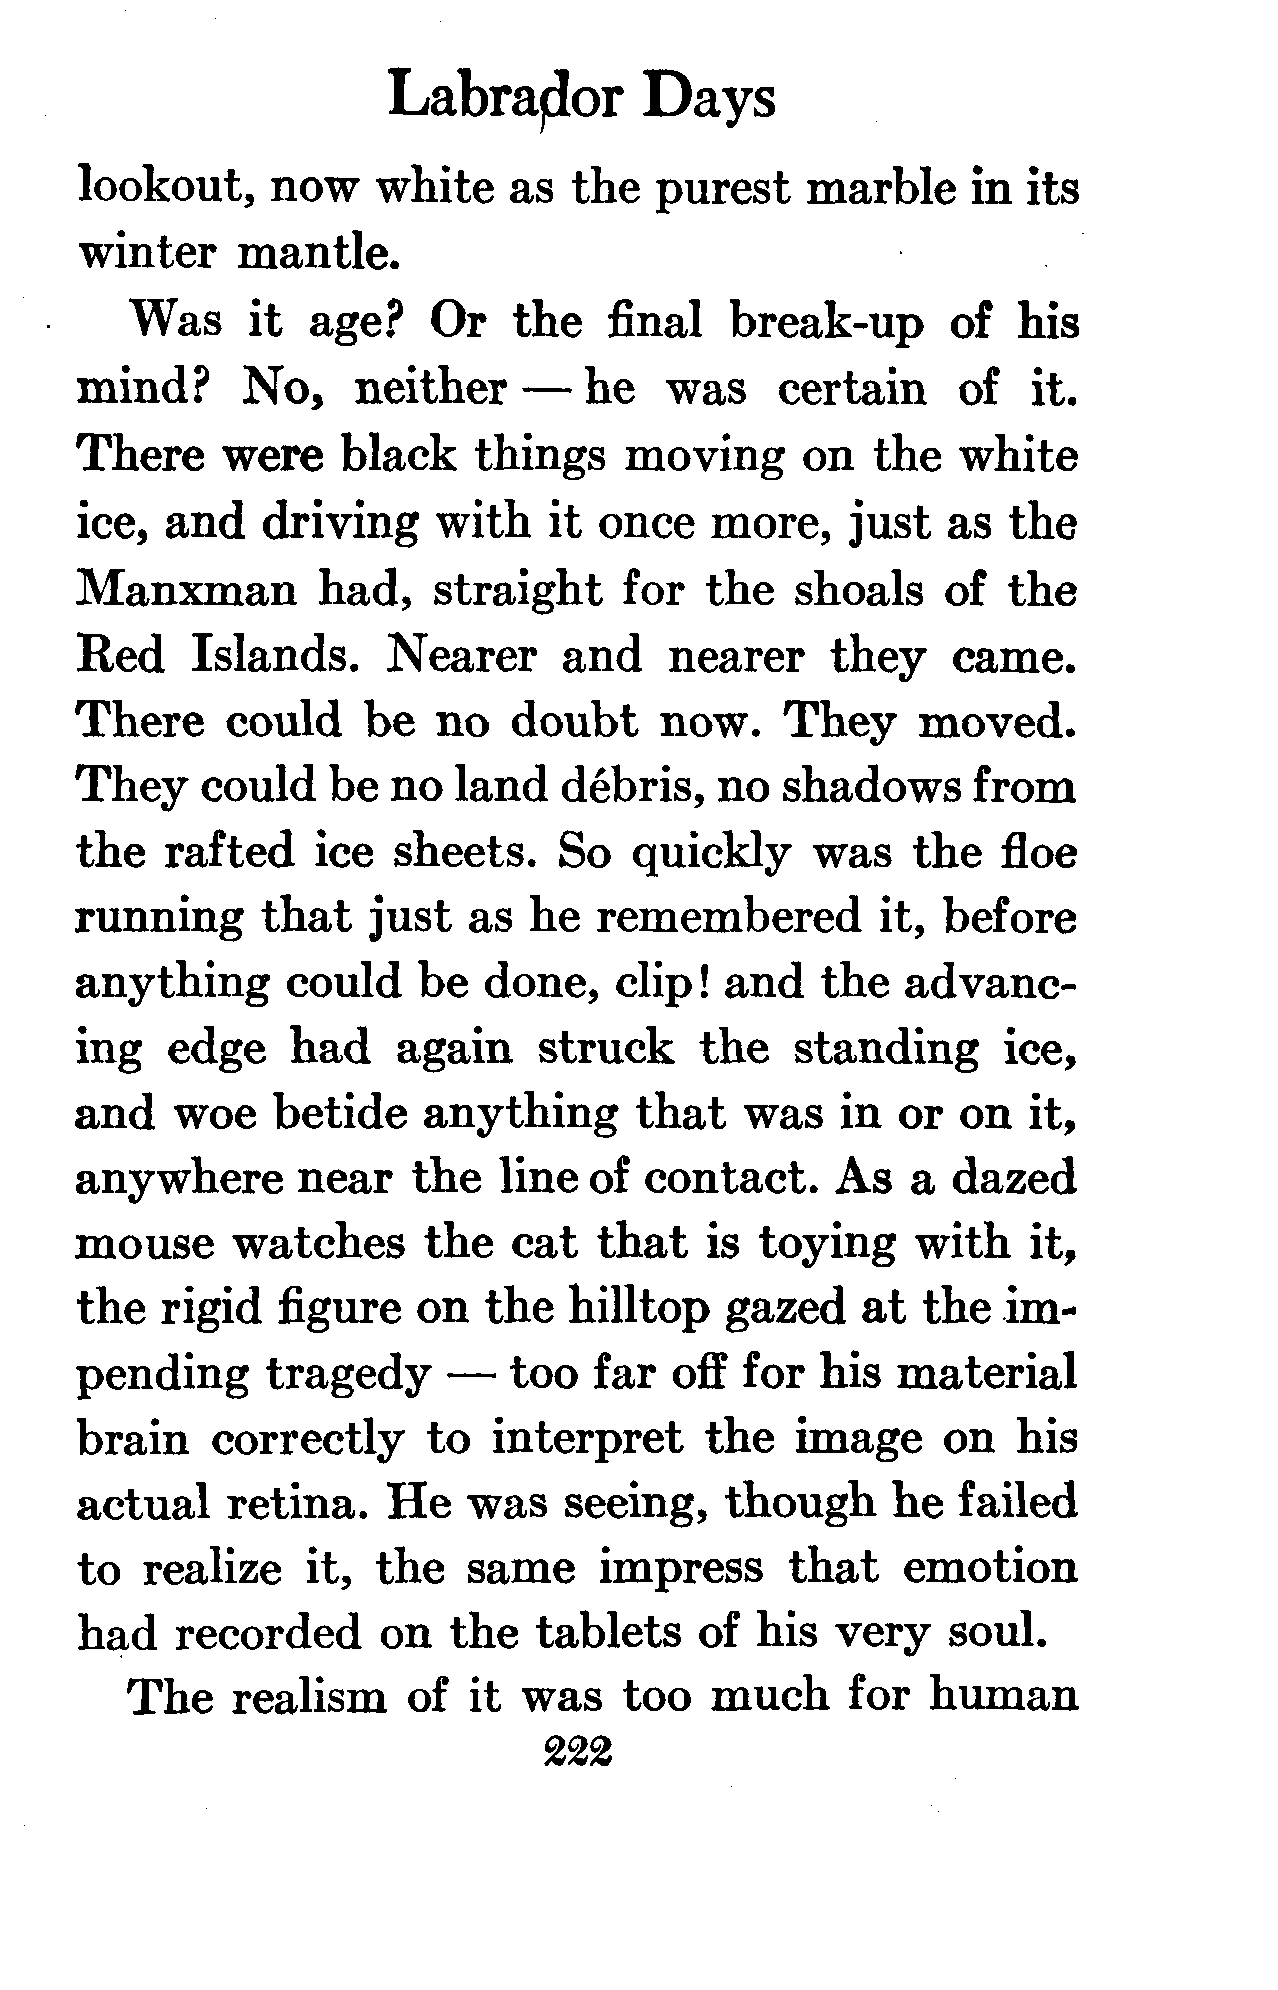 Labrador Days
lookout, now white as the purest marble in its
winter mantle.
Was it age? Or the final break-up of his
mind? No, neither — he was certain of it.
There were black things moving on the white
ice, and driving with it once more, just as the
Manxman had, straight for the shoals of the
Red Islands. Nearer and nearer they came.
There could be no doubt now. They moved.
They could be no land débris, no shadows from
the rafted ice sheets. So quickly was the floe
running that just as he remembered it, before
anything could be done, clip! and the advanc-
ing edge had again struck the standing ice,
and woe betide anything that was in or on it,
anywhere near the line of contact. As a dazed
mouse watches the cat that is toying with it,
the rigid figure on the hilltop gazed at the im-
pending tragedy — too far off for his material
brain correctly to interpret the image on his
actual retina. He was seeing, though he failed
to realize it, the same impress that emotion
had recorded on the tablets of his very soul.
The realism of it was too much for human
222